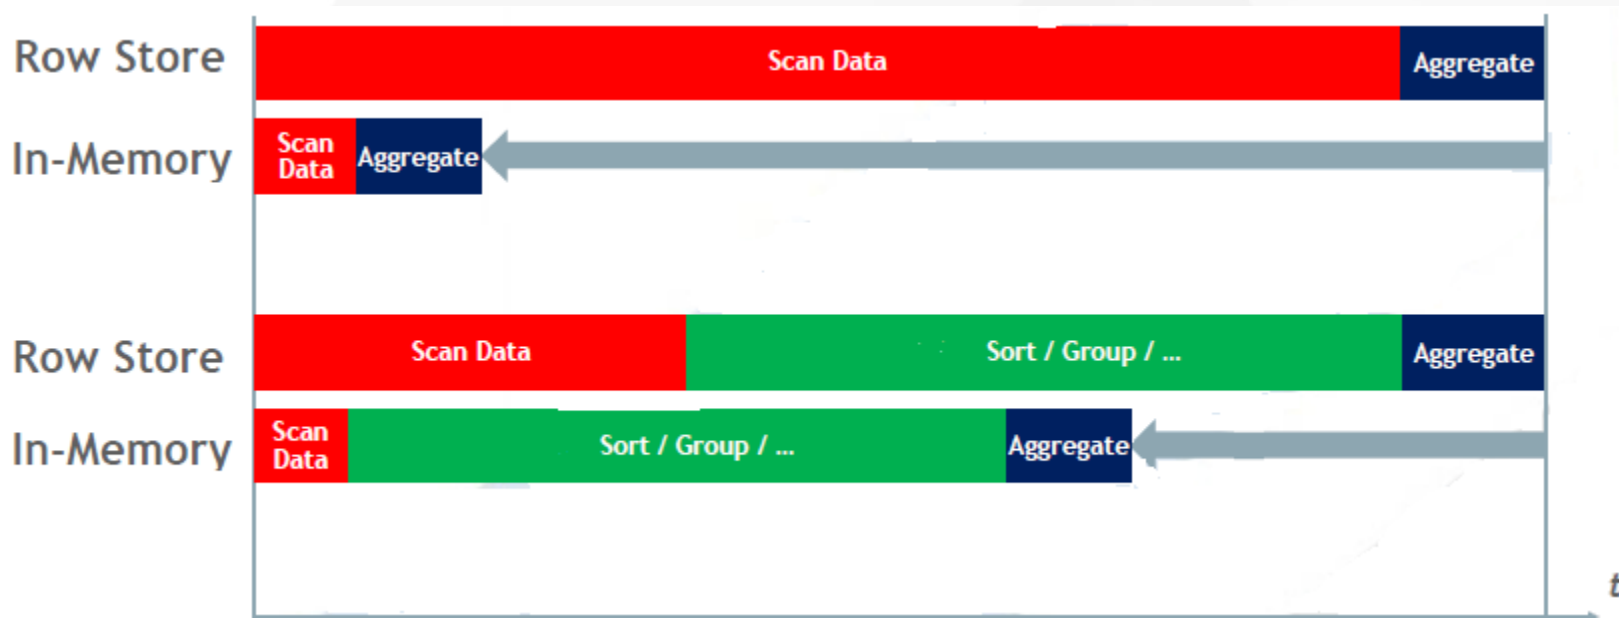 Row Store
Scan Data
Aggregate
In-Memory
Scan
Data
Aggregate
Row Store
Scan Data
Sort / Group / ...
Aggregate
In-Memory
Scan
Data
Sort / Group / ...
Aggregate
t